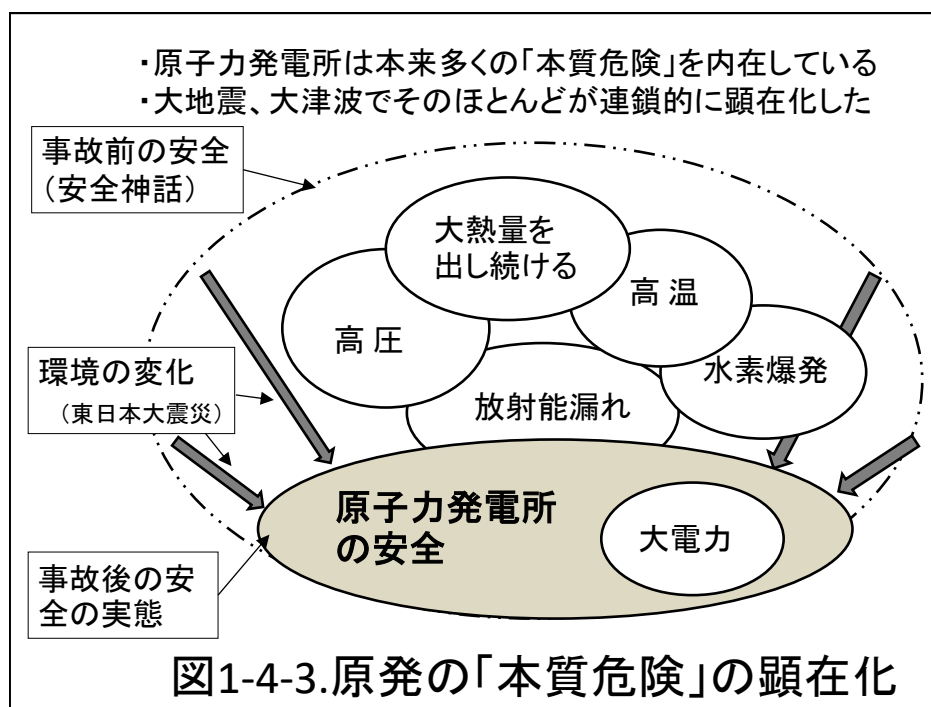 ・原子力発電所は本来多くの「本質危険」を内在している
・大地震、大津波でそのほとんどが連鎖的に顕在化した
事故前の安全
（安全神話）
大熱量を
出し続ける
高 温
高 圧
水素爆発
環境の変化
（東日本大震災）
放射能漏れ
原子力発電所
の安全
大電力
事故後の安
全の実態
図1-4-3.原発の「本質危険」の顕在化